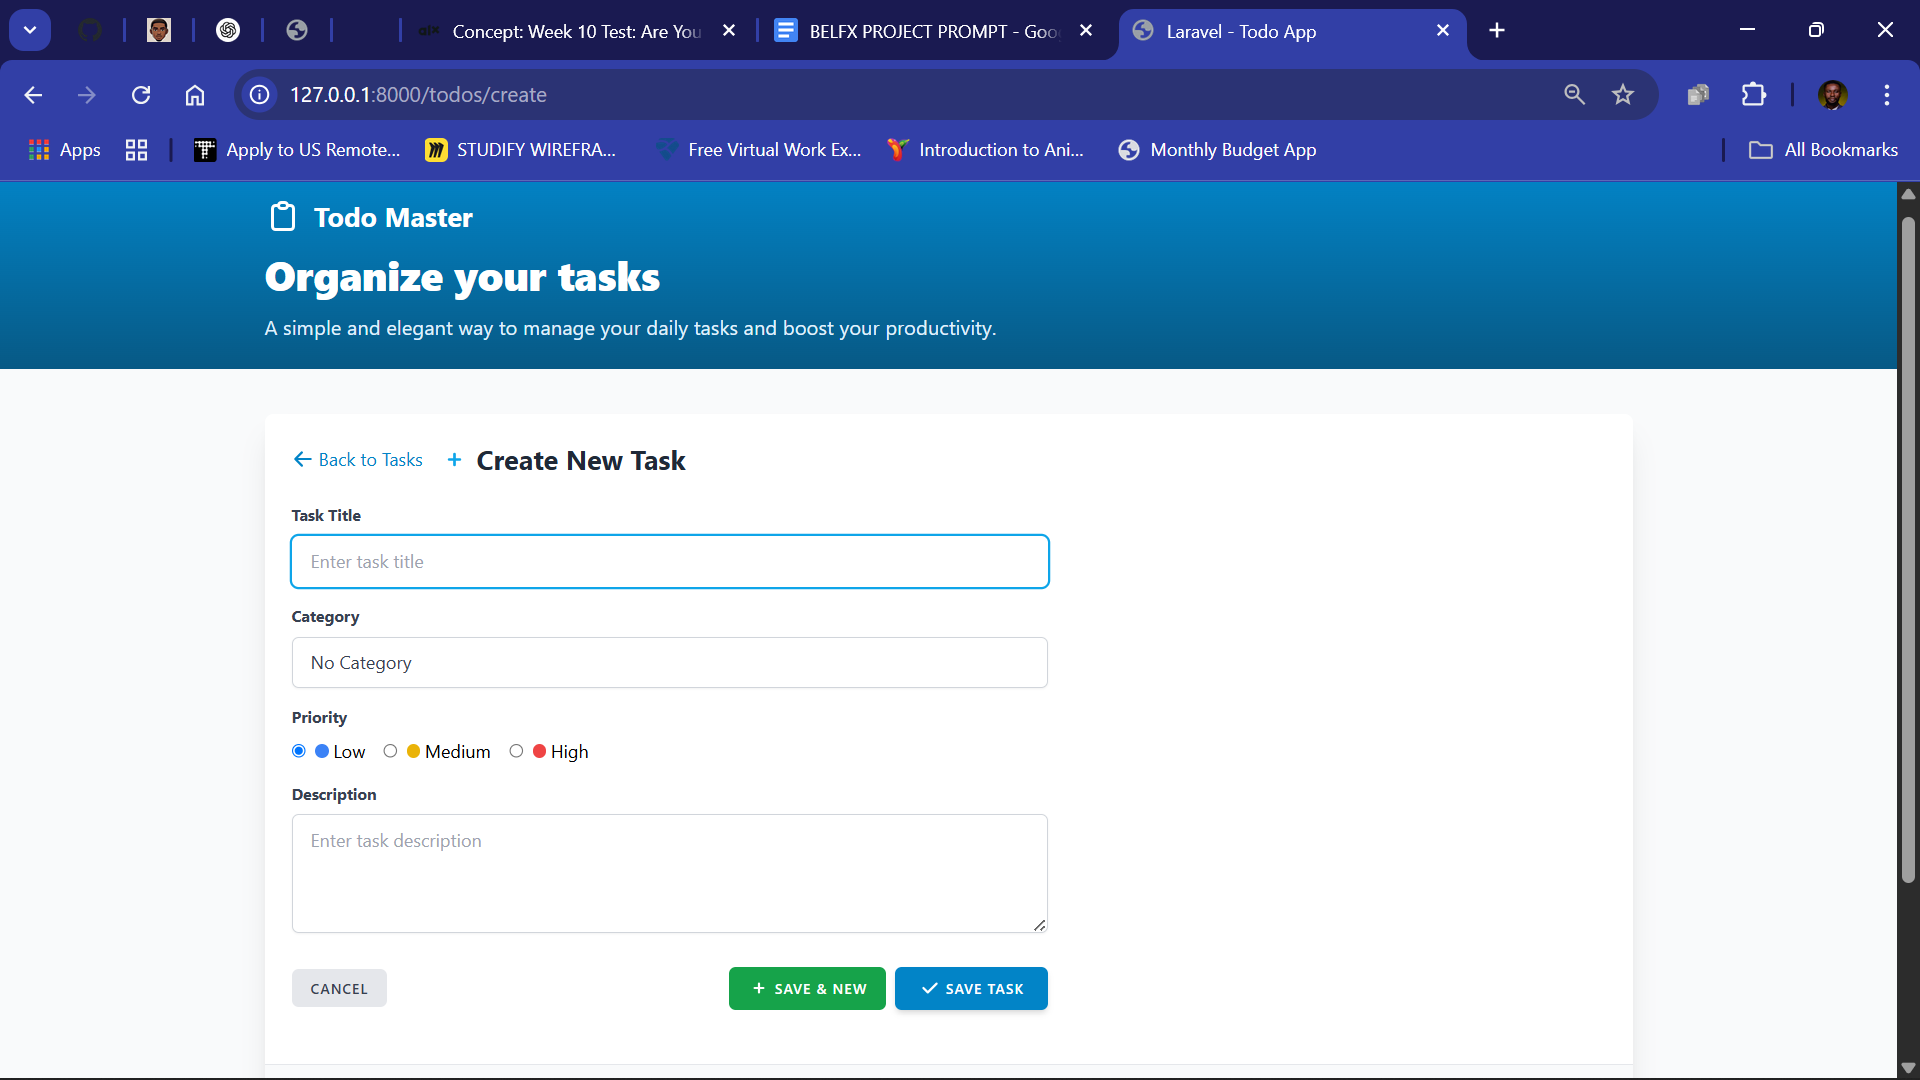 Concept: Week 10 Test: Are You
BELFX PROJECT PROMPT - Goo
Laravel - Todo App
127.0.0.1:8000/todos/create
Apps
Apply to US Remote...
STUDIFY WIREFRA...
Free Virtual Work Ex...
Introduction to Ani...
Monthly Budget App
All Bookmarks
Todo Master
Organize your tasks
A simple and elegant way to manage your daily tasks and boost your productivity.
Back to Tasks
+ Create New Task
Task Title
Enter task title
Category
No Category
Priority
Low Medium High
Description
Enter task description
CANCEL
+ SAVE & NEW
SAVE TASK